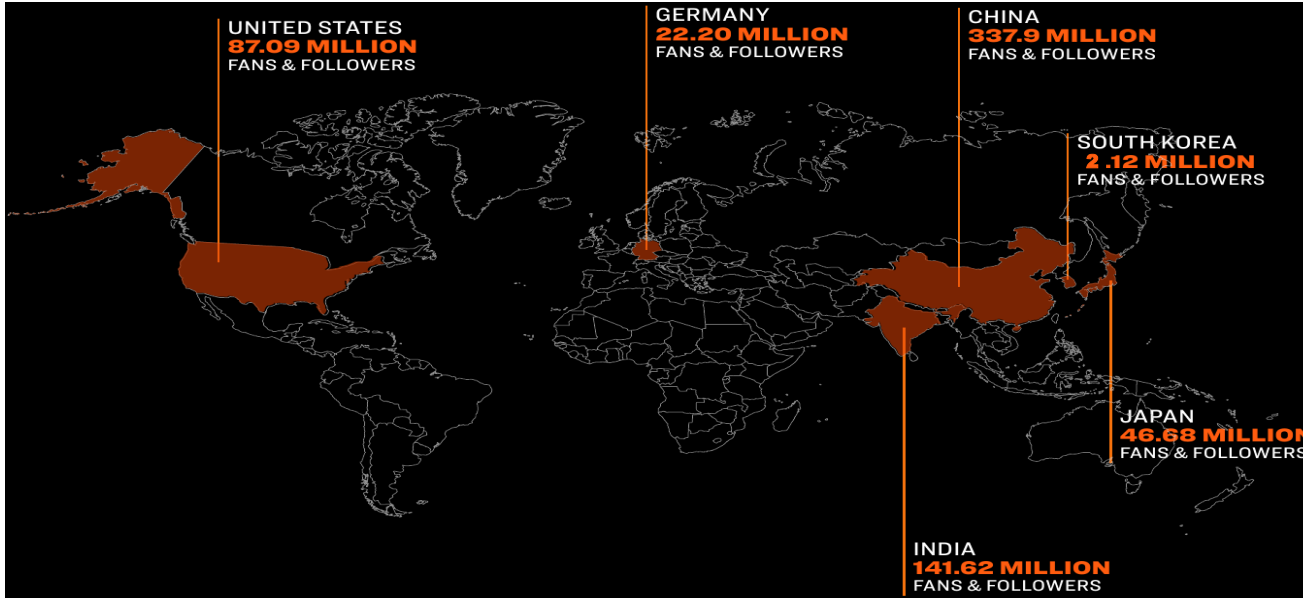 UNITED STATES
87.09 MILLION
FANS & FOLLOWERS
GERMANY
22.20 MILLION
FANS & FOLLOWERS
CHINA
337.9 MILLION
FANS & FOLLOWERS
SOUTH KOREA
2.12 MILLION
FANS & FOLLOWERS
JAPAN
46.68 MILLION
FANS & FOLLOWERS
INDIA
141.62 MILLION
FANS & FOLLOWERS